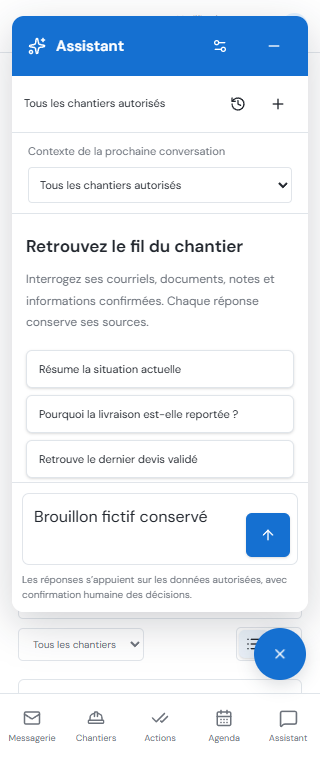 Assistant
Tous les chantiers autorisés
Contexte de la prochaine conversation
Tous les chantiers autorisés
Retrouvez le fil du chantier
Interrogez ses courriels, documents, notes et
informations confirmées. Chaque réponse
conserve ses sources.
Résume la situation actuelle
Pourquoi la livraison est-elle reportée ?
Retrouve le dernier devis validé
Brouillon fictif conservé
Les réponses s'appuient sur les données autorisées, avec
confirmation humaine des décisions.
Tous les chantiers
Messagerie
Chantiers
Actions
Agenda
Assistant